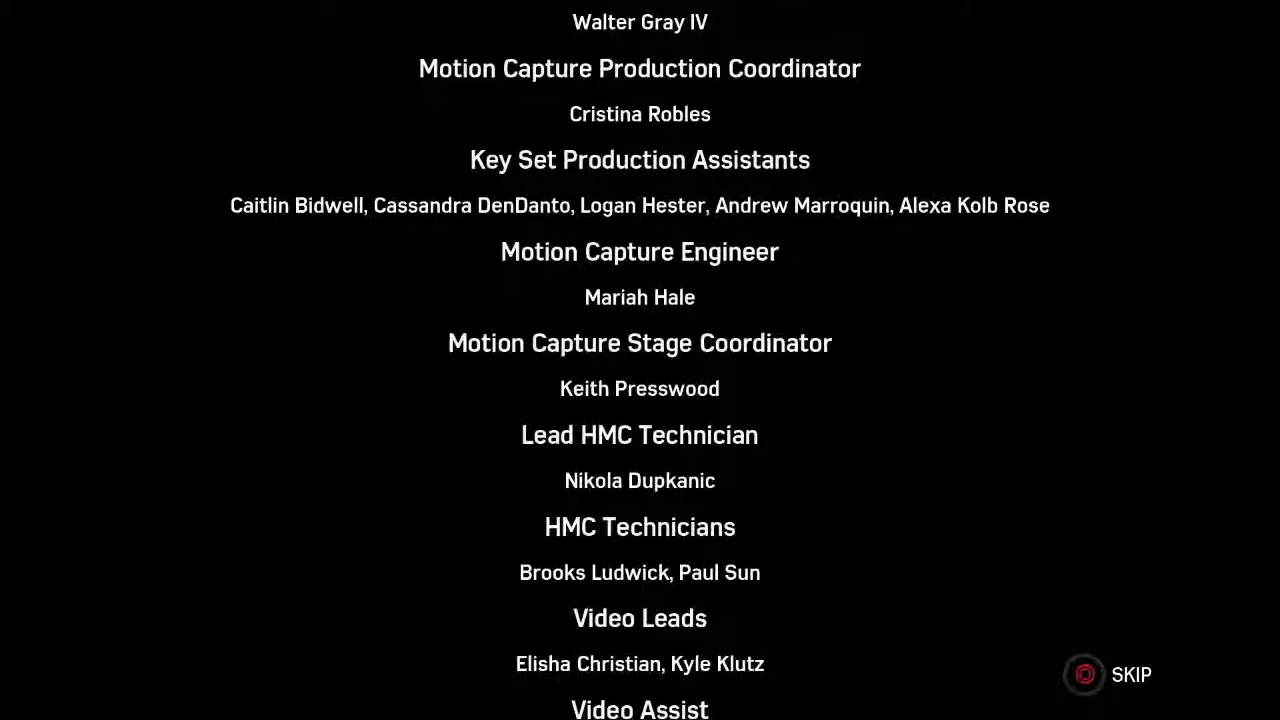 Walter Gray IV
Motion Capture Production Coordinator
Cristina Robles
Key Set Production Assistants
Caitlin Bidwell, Cassandra DenDanto, Logan Hester, Andrew Marroquin, Alexa Kolb Rose
Motion Capture Engineer
Mariah Hale
Motion Capture Stage Coordinator
Keith Presswood
Lead HMC Technician
Nikola Dupkanic
HMC Technicians
Brooks Ludwick, Paul Sun
Video Leads
Elisha Christian, Kyle Klutz
SKIP
Video Assist